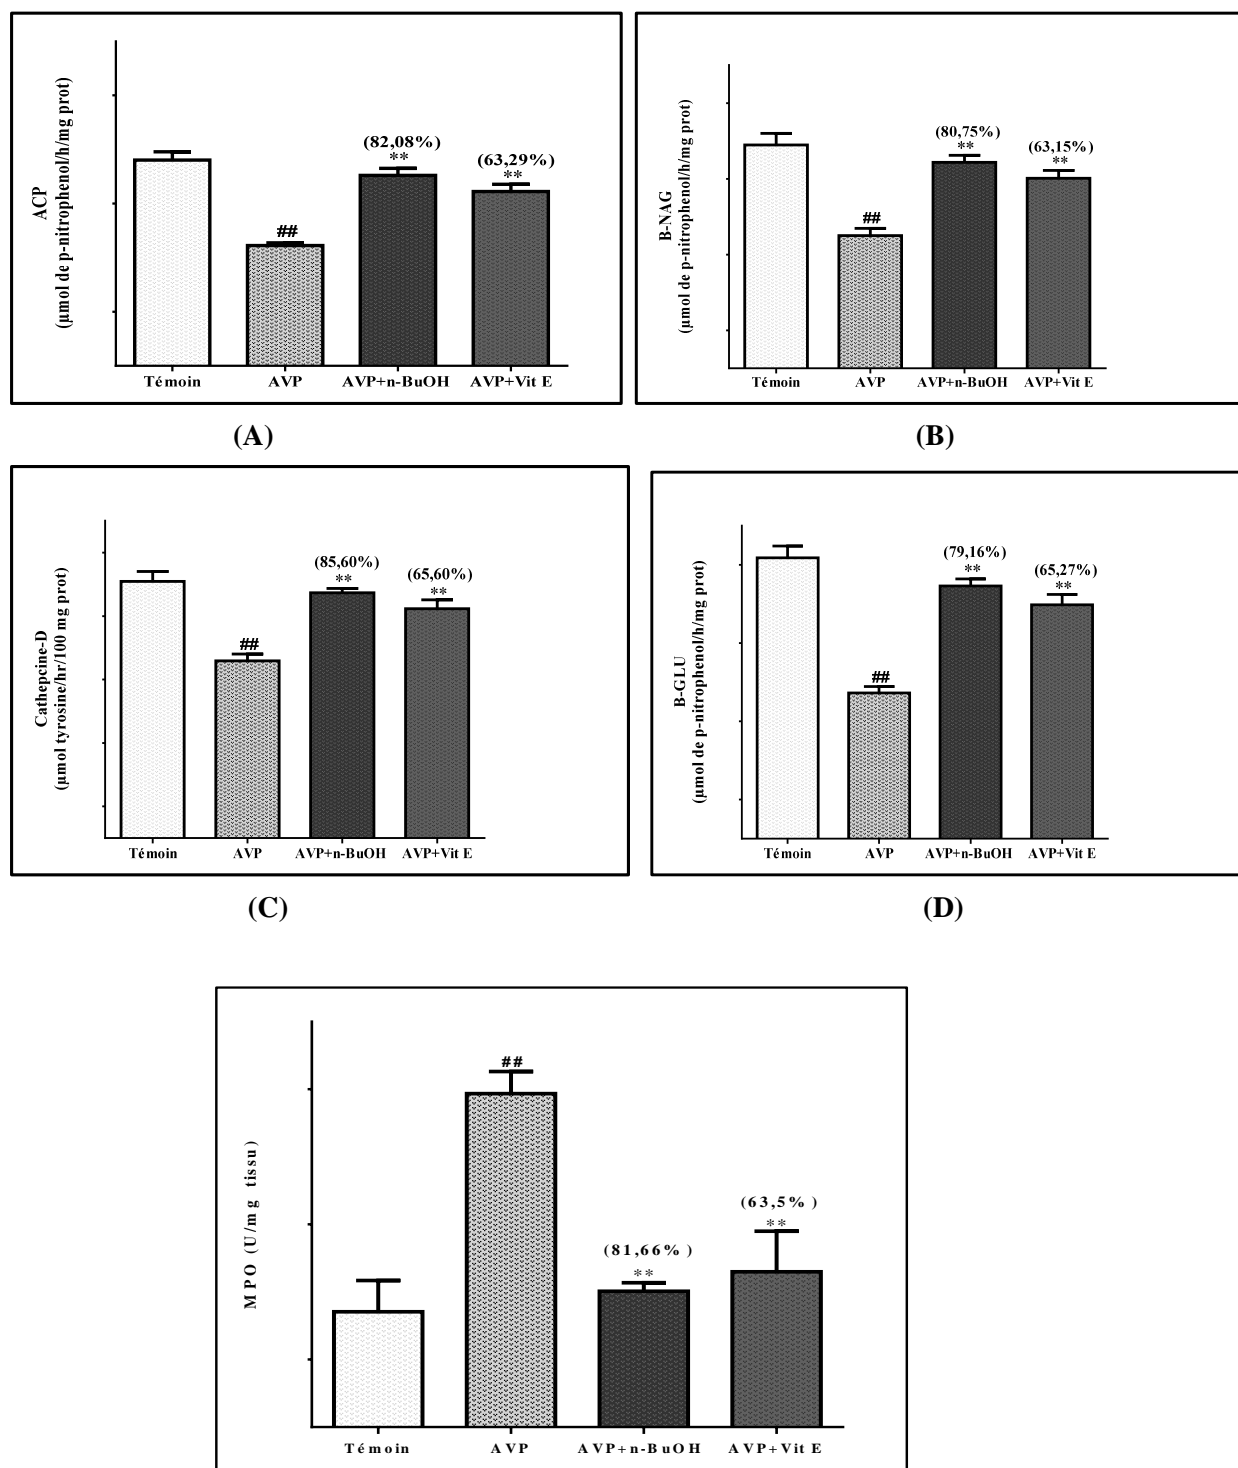 ACP
(µmol de p-nitrophenol/h/mg prot)
##
(82,08%)
**
(63,29%)
**
Témoin AVP AVP+n-BuOH AVP+Vit E
(A)
B-NAG
(µmol de p-nitrophenol/h/mg prot)
##
(80,75%)
**
(63,15%)
**
Témoin AVP AVP+n-BuOH AVP+Vit E
(B)
Cathepcine-D
(µmol tyrosine/hr/100 mg prot)
##
(85,60%)
**
(65,60%)
**
Témoin AVP AVP+n-BuOH AVP+Vit E
(C)
B-GLU
(µmol de p-nitrophenol/h/mg prot)
##
(79,16%)
**
(65,27%)
**
Témoin AVP AVP+n-BuOH AVP+Vit E
(D)
MPO (U/mg tissu)
##
(81,66%)
**
(63,5%)
**
Témoin AVP AVP+n-BuOH AVP+Vit E